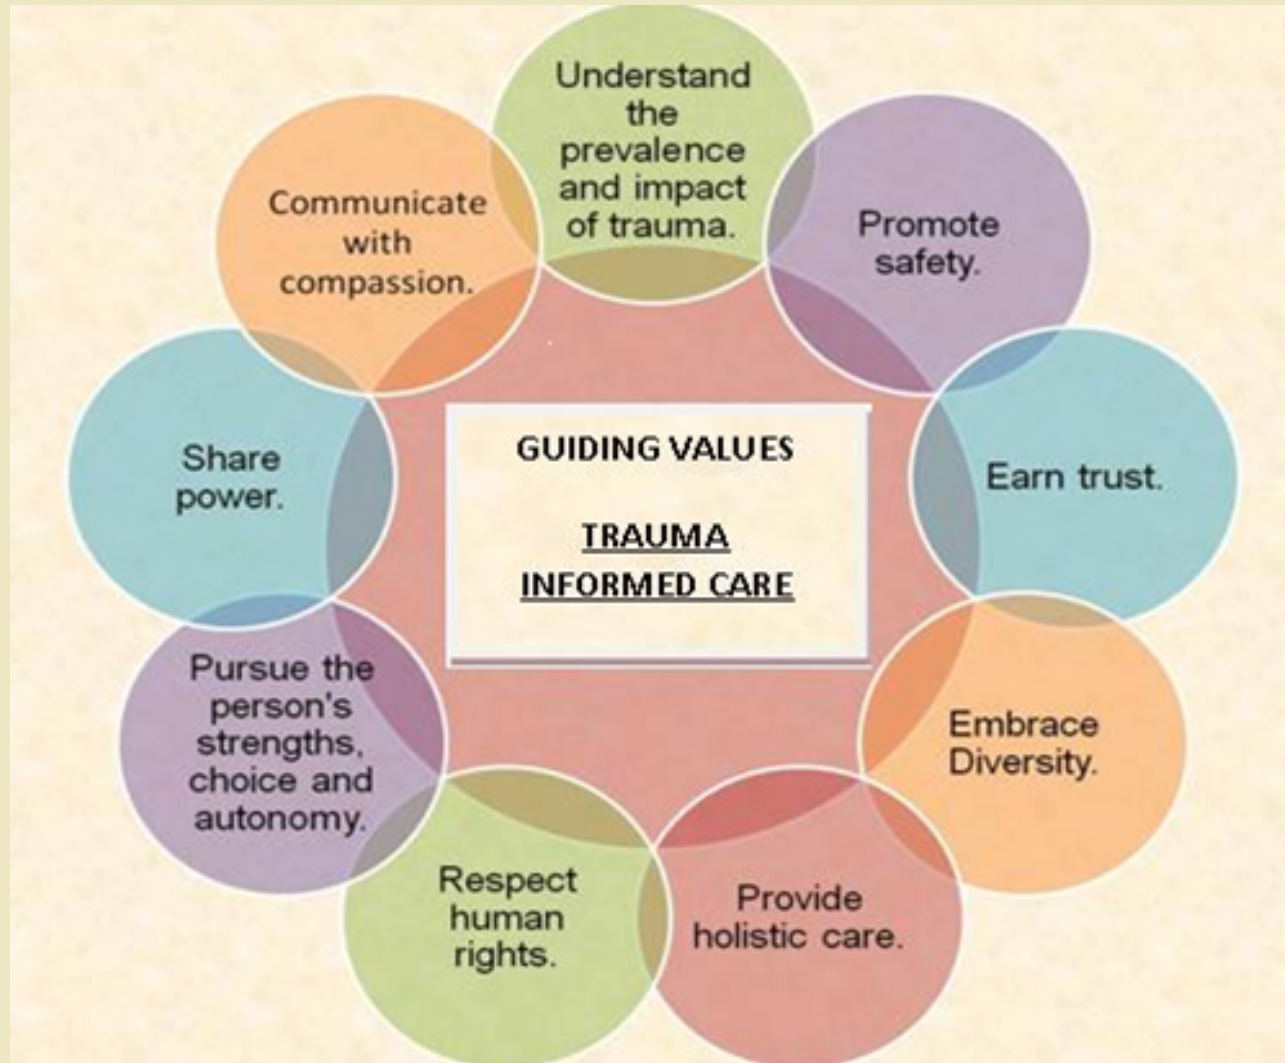 Understand
the
prevalence
and impact
of trauma.
Promote
safety.
Earn trust.
Embrace
Diversity.
Provide
holistic care.
Respect
human
rights.
Pursue the
person's
strengths,
choice and
autonomy.
Share
power.
Communicate
with
compassion.
GUIDING VALUES
TRAUMA
INFORMED CARE